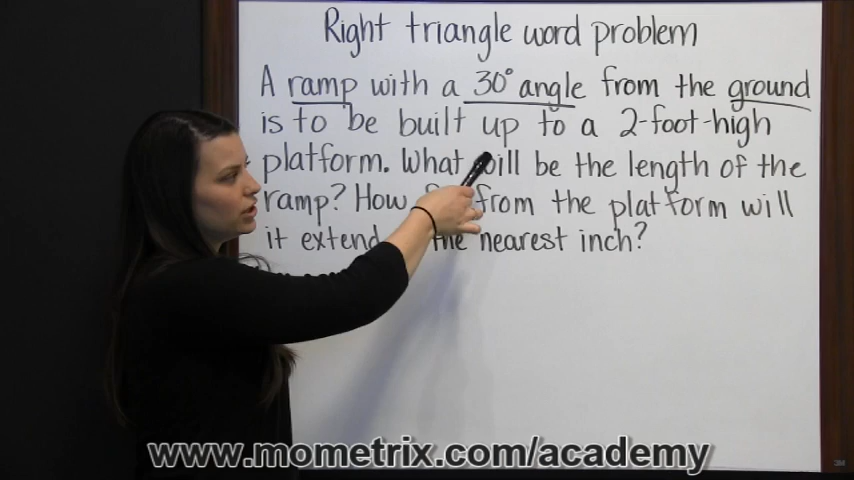 Right triangle word problem
A ramp with a 30° angle from the ground
is to be built up to a 2-foot-high
platform. What will be the length of the
ramp? How from the platform will
it extend the nearest inch?
www.mometrix.com/academy